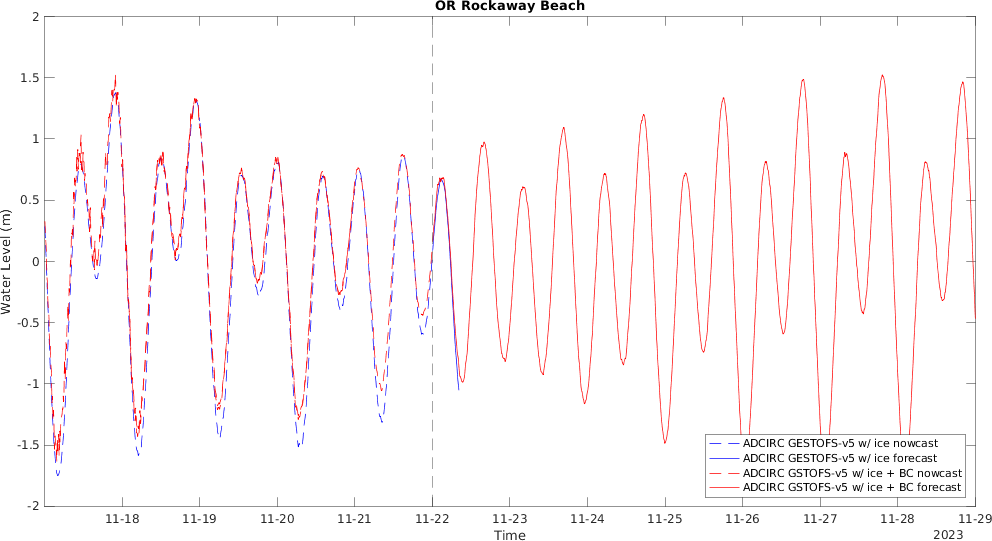 OR Rockaway Beach
2
1.5
1
0.5
0
-0.5
-1
-1.5
-2
Water Level (m)
ADCIRC GESTOFS-v5 w/ ice nowcast
ADCIRC GESTOFS-v5 w/ ice forecast
ADCIRC GSTOFS-v5 w/ ice + BC nowcast
ADCIRC GSTOFS-v5 w/ ice + BC forecast
11-18 11-19 11-20 11-21 11-22 11-23 11-24 11-25 11-26 11-27 11-28 11-29
Time
2023